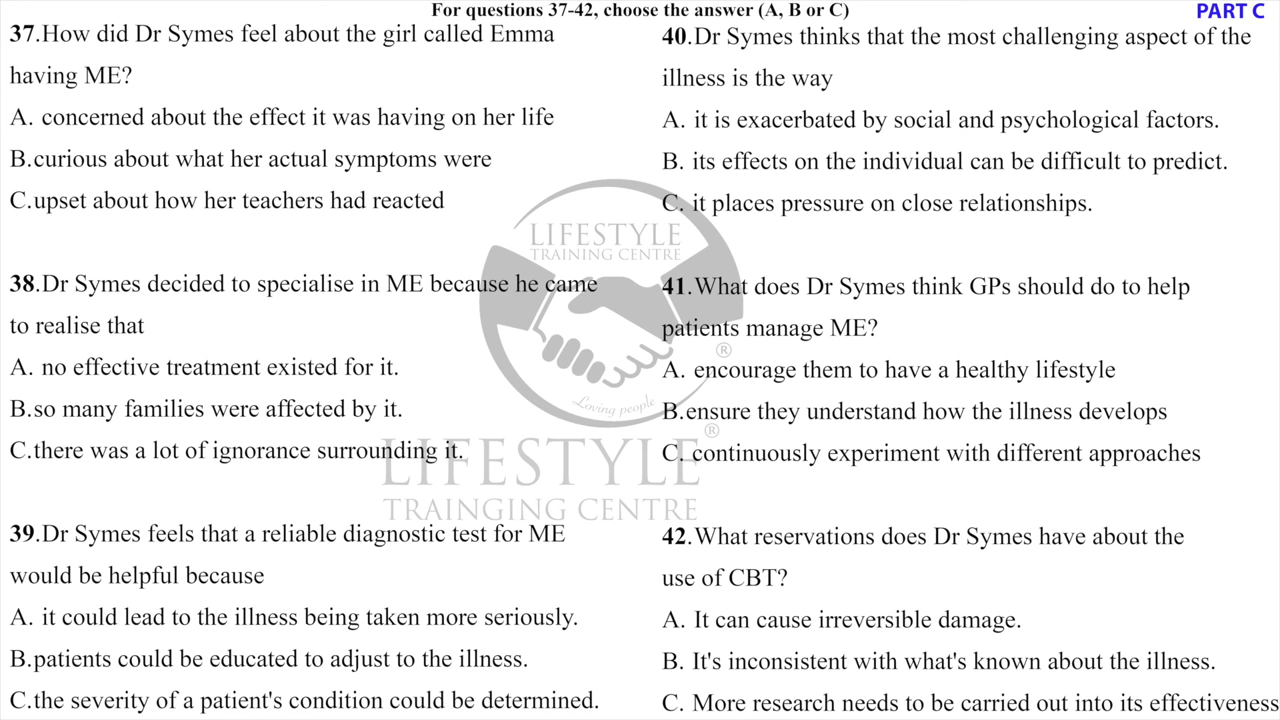 For questions 37-42, choose the answer (A, B or C)
PART C
37.How did Dr Symes feel about the girl called Emma
having ME?
A. concerned about the effect it was having on her life
B.curious about what her actual symptoms were
C.upset about how her teachers had reacted
38.Dr Symes decided to specialise in ME because he came
to realise that
A. no effective treatment existed for it.
B.so many families were affected by it.
C.there was a lot of ignorance surrounding it.
39.Dr Symes feels that a reliable diagnostic test for ME
would be helpful because
A. it could lead to the illness being taken more seriously.
B.patients could be educated to adjust to the illness.
C.the severity of a patient's condition could be determined.
40.Dr Symes thinks that the most challenging aspect of the
illness is the way
A. it is exacerbated by social and psychological factors.
B. its effects on the individual can be difficult to predict.
C. it places pressure on close relationships.
41.What does Dr Symes think GPs should do to help
patients manage ME?
A. encourage them to have a healthy lifestyle
B.ensure they understand how the illness develops
C. continuously experiment with different approaches
42.What reservations does Dr Symes have about the
use of CBT?
A. It can cause irreversible damage.
B. It's inconsistent with what's known about the illness.
C. More research needs to be carried out into its effectiveness
LIFESTYLE
TRAINING CENTRE
®
Loving people
®
LIFESTYLE
TRAINGING CENTRE